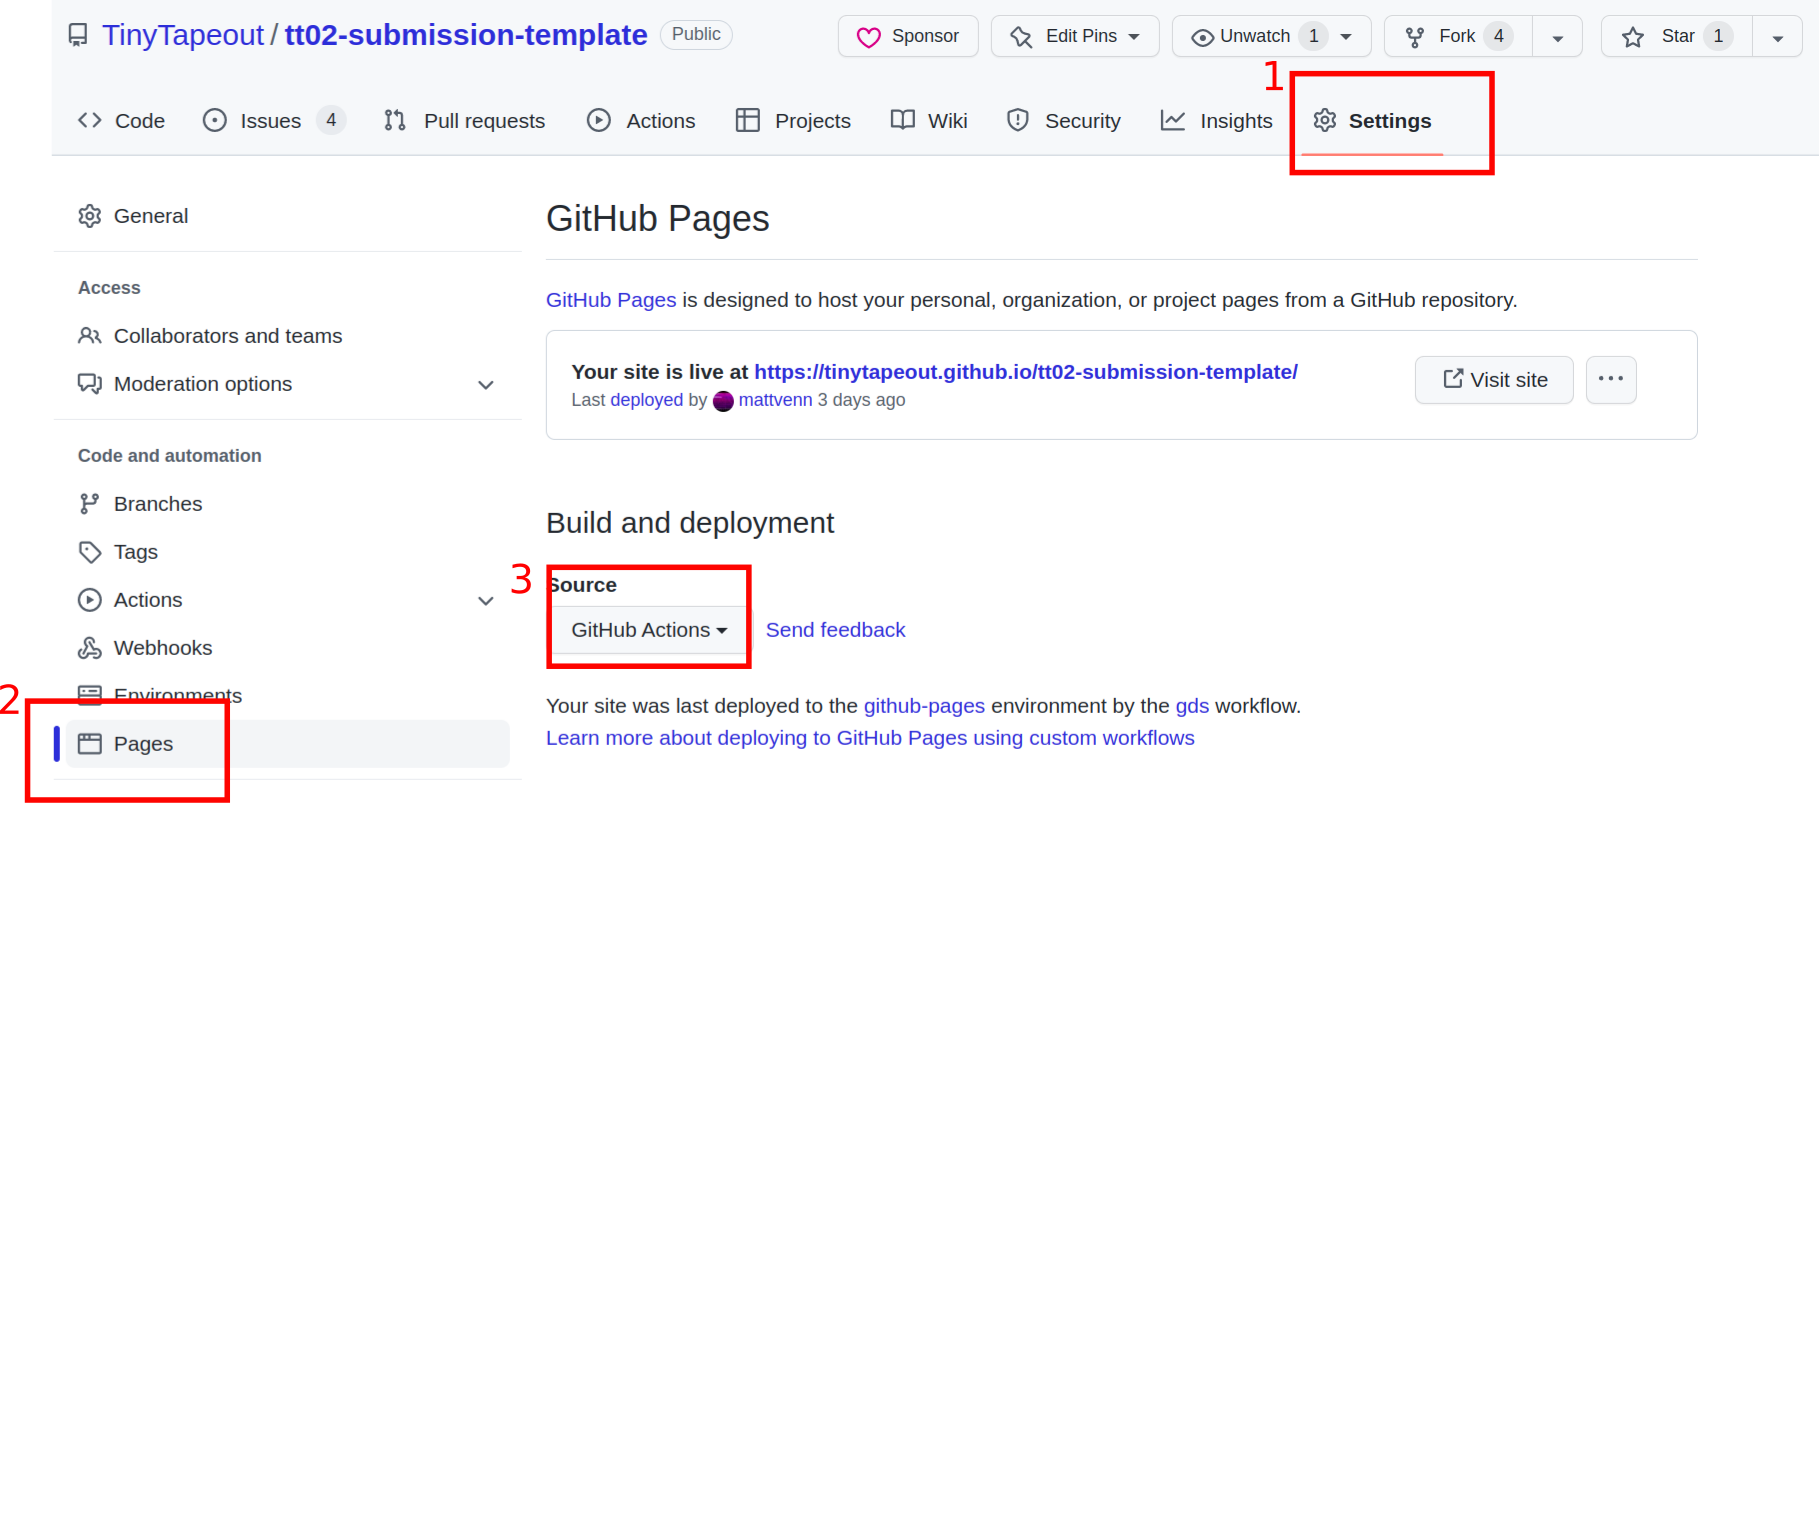 TinyTapeout / tt02-submission-template Public
Sponsor Edit Pins Unwatch 1 Fork 4 Star 1
1
Code Issues 4 Pull requests Actions Projects Wiki Security Insights Settings
General
Access
Collaborators and teams
Moderation options
Code and automation
Branches
Tags
Actions
Webhooks
Environments
2
Pages
GitHub Pages
GitHub Pages is designed to host your personal, organization, or project pages from a GitHub repository.
Your site is live at https://tinytapeout.github.io/tt02-submission-template/
Last deployed by mattvenn 3 days ago
Visit site
Build and deployment
3
Source
GitHub Actions Send feedback
Your site was last deployed to the github-pages environment by the gds workflow.
Learn more about deploying to GitHub Pages using custom workflows